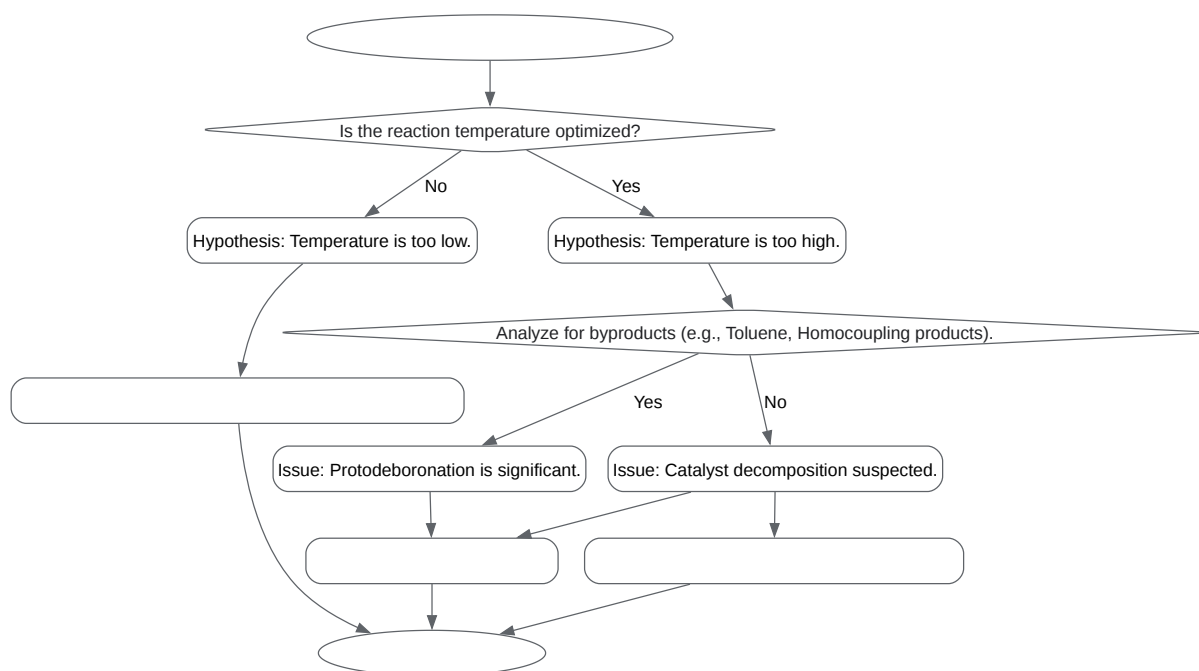 Is the reaction temperature optimized?
No
Yes
Hypothesis: Temperature is too low.
Hypothesis: Temperature is too high.
Analyze for byproducts (e.g., Toluene, Homocoupling products).
Yes
No
Issue: Protodeboronation is significant.
Issue: Catalyst decomposition suspected.